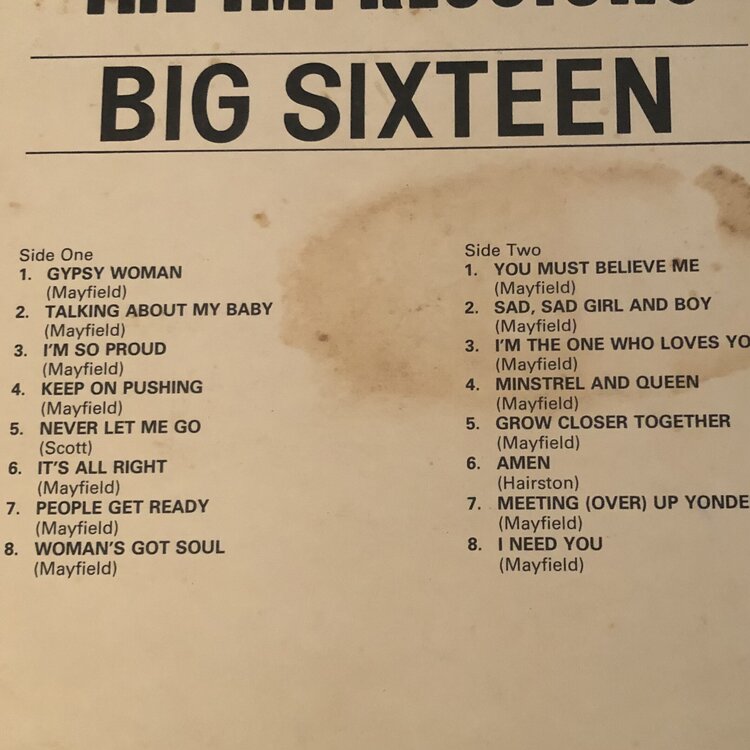 THE IMPRESSIONS
BIG SIXTEEN
Side One
1. GYPSY WOMAN
(Mayfield)
2. TALKING ABOUT MY BABY
(Mayfield)
3. I'M SO PROUD
(Mayfield)
4. KEEP ON PUSHING
(Mayfield)
5. NEVER LET ME GO
(Scott)
6. IT'S ALL RIGHT
(Mayfield)
7. PEOPLE GET READY
(Mayfield)
8. WOMAN'S GOT SOUL
(Mayfield)
Side Two
1. YOU MUST BELIEVE ME
(Mayfield)
2. SAD, SAD GIRL AND BOY
(Mayfield)
3. I'M THE ONE WHO LOVES YO
(Mayfield)
4. MINSTREL AND QUEEN
(Mayfield)
5. GROW CLOSER TOGETHER
(Mayfield)
6. AMEN
(Hairston)
7. MEETING (OVER) UP YONDE
(Mayfield)
8. I NEED YOU
(Mayfield)